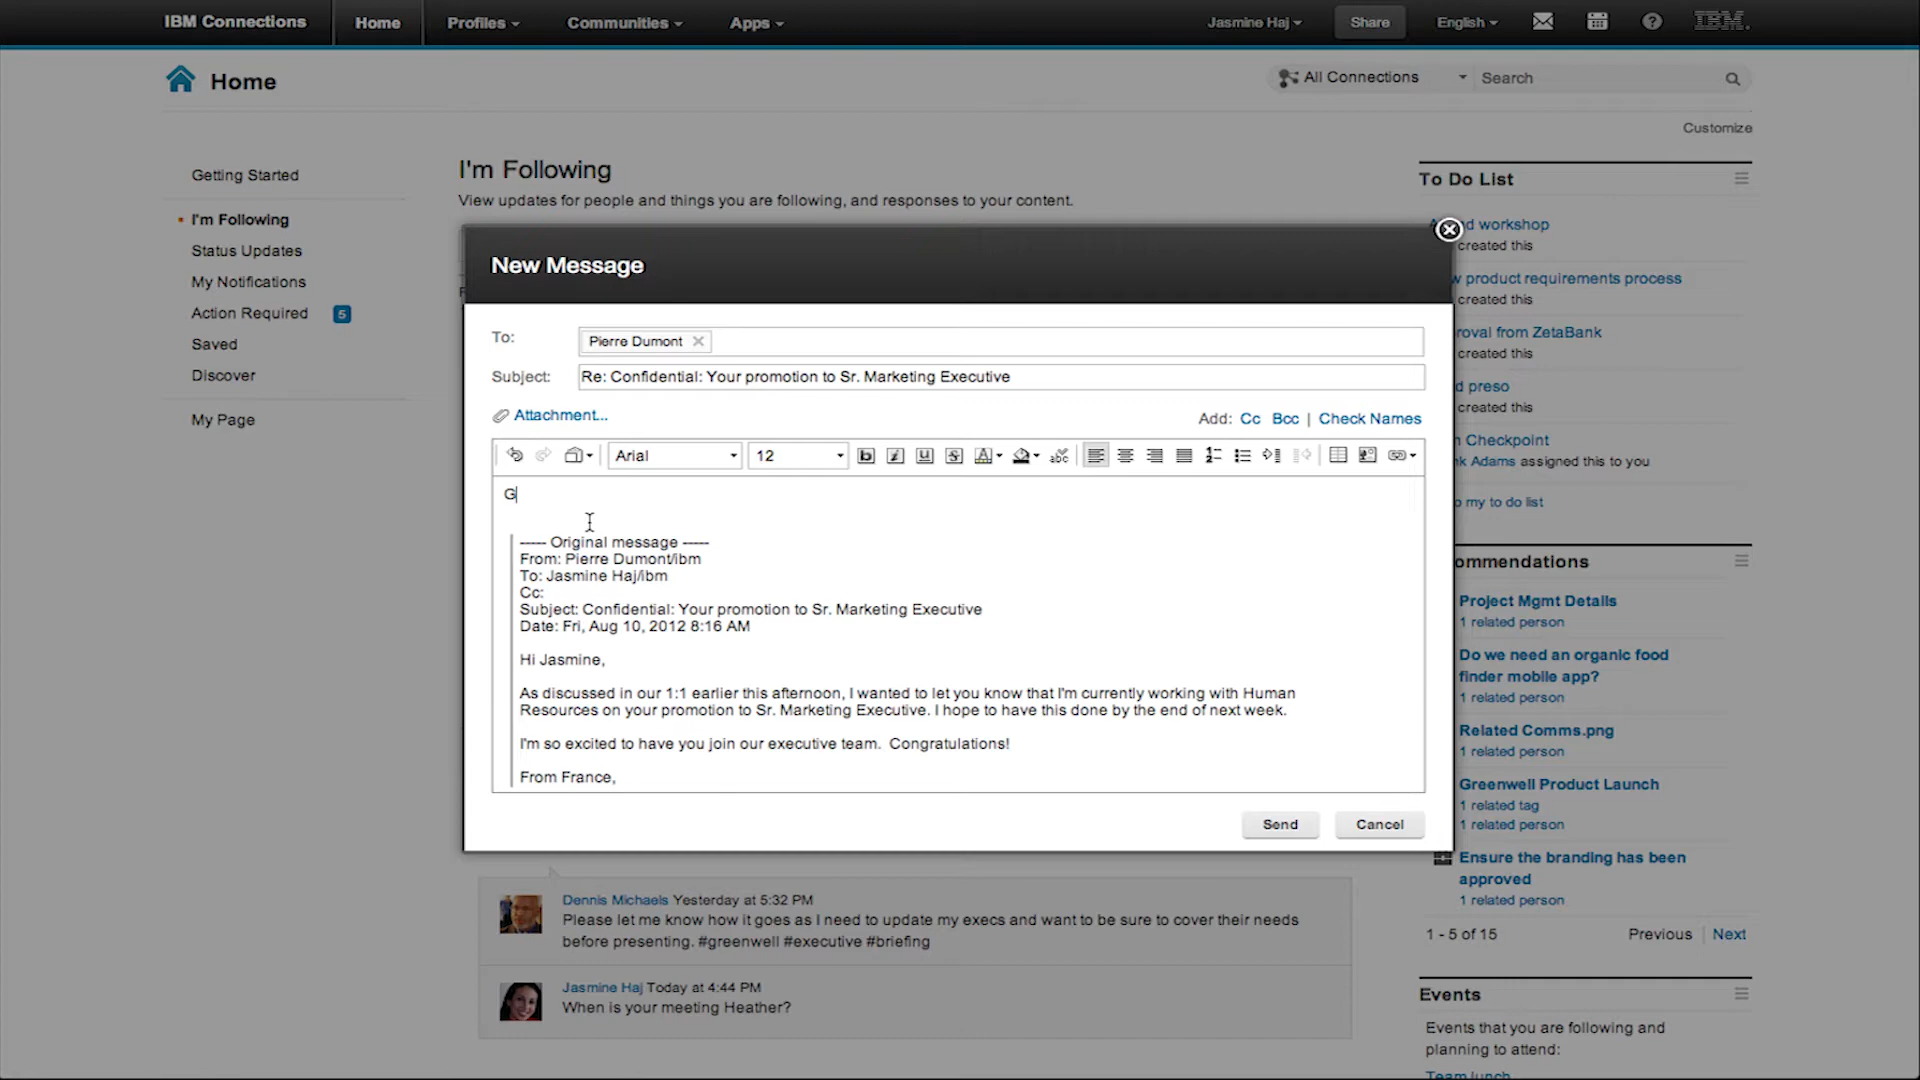 IBM Connections Home Profiles Communities Apps Jasmine Haj Share English IBM
Home
All Connections Search
Customize
Getting Started
I'm Following
Status Updates
My Notifications
Action Required 5
Saved
Discover
My Page
I'm Following
View updates for people and things you are following, and responses to your content.
New Message
To: Pierre Dumont
Subject: Re: Confidential: Your promotion to Sr. Marketing Executive
Attachment...
Add: Cc Bcc | Check Names
Arial 12
G
----- Original message -----
From: Pierre Dumont/ibm
To: Jasmine Haj/ibm
Cc:
Subject: Confidential: Your promotion to Sr. Marketing Executive
Date: Fri, Aug 10, 2012 8:16 AM
Hi Jasmine,
As discussed in our 1:1 earlier this afternoon, I wanted to let you know that I'm currently working with Human
Resources on your promotion to Sr. Marketing Executive. I hope to have this done by the end of next week.
I'm so excited to have you join our executive team.  Congratulations!
From France,
Send Cancel
Dennis Michaels Yesterday at 5:32 PM
Please let me know how it goes as I need to update my execs and want to be sure to cover their needs
before presenting. #greenwell #executive #briefing
Jasmine Haj Today at 4:44 PM
When is your meeting Heather?
To Do List
workshop
created this
product requirements process
created this
from ZetaBank
created this
preso
created this
Checkpoint
Adams assigned this to you
to my to do list
Project Mgmt Details
1 related person
Do we need an organic food
finder mobile app?
1 related person
Related Comms.png
1 related person
Greenwell Product Launch
1 related tag
1 related person
Ensure the branding has been
approved
1 related person
1 - 5 of 15 Previous Next
Events
Events that you are following and
planning to attend:
Team lunch